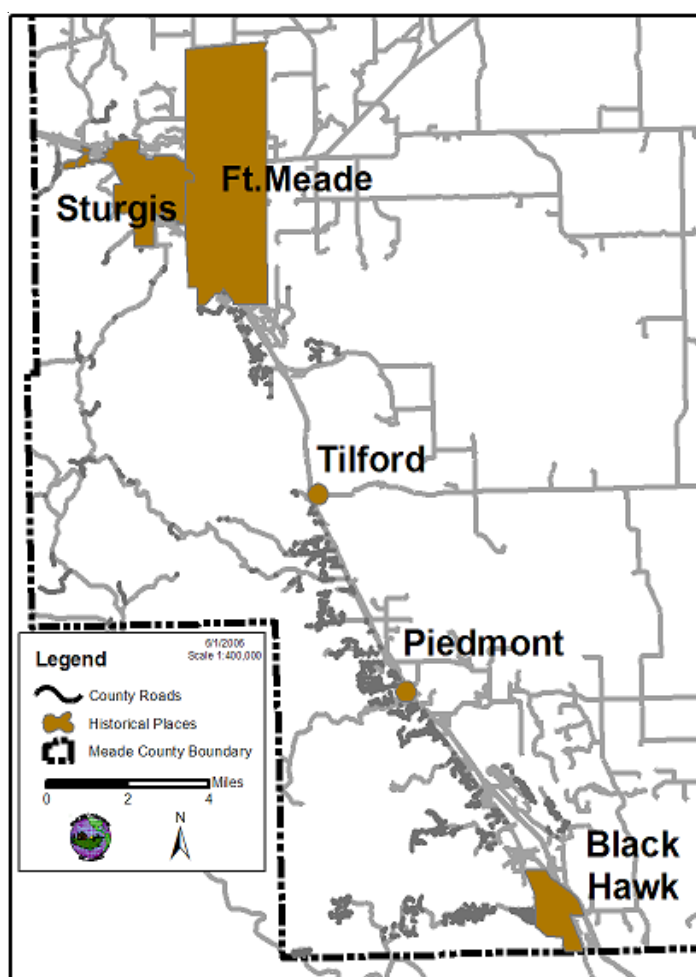 Ft.Meade
Sturgis
Tilford
Piedmont
Black
Hawk
6/1/2006
Scale 1:400,000
Legend
County Roads
Historical Places
Meade County Boundary
Miles
0 2 4
N